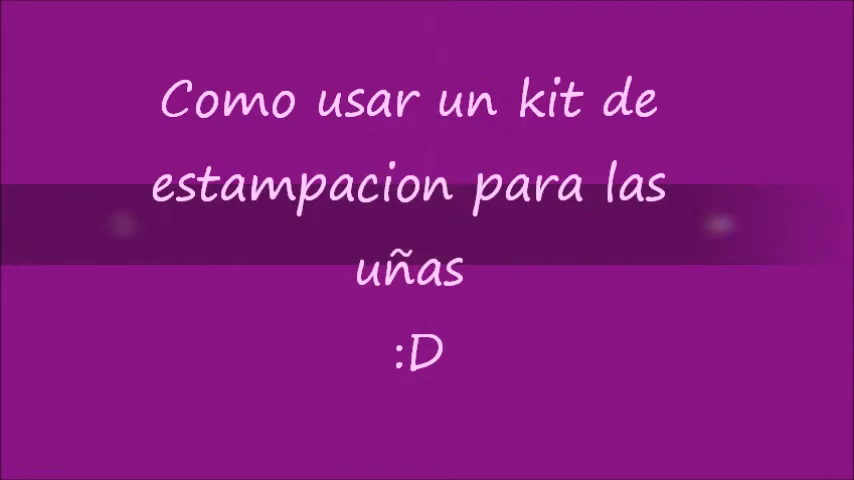 Como usar un kit de
estampacion para las
uñas
:D